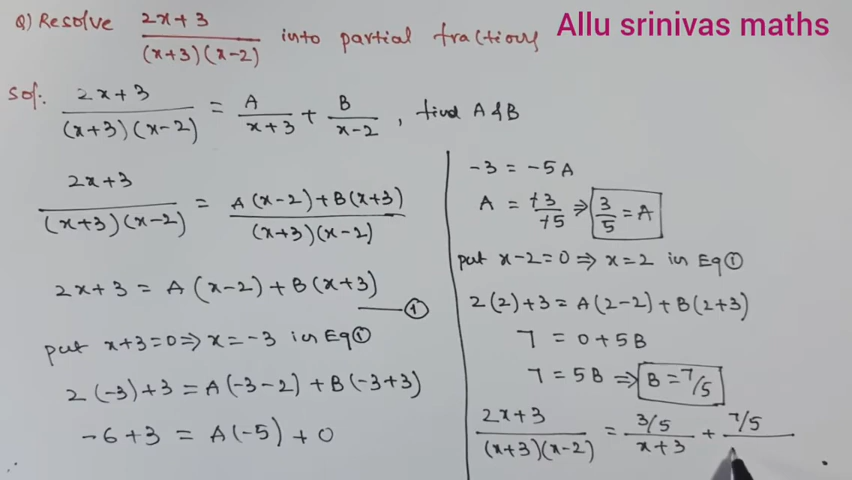 Q) Resolve 2x+3 / (x+3)(x-2) into partial fractions
Allu srinivas maths
Sol: 2x+3 / (x+3)(x-2) = A / x+3 + B / x-2 , find A & B
2x+3 / (x+3)(x-2) = A(x-2)+B(x+3) / (x+3)(x-2)
2x+3 = A(x-2)+B(x+3) —①
put x+3=0⇒x=-3 in Eq①
2(-3)+3 = A(-3-2)+B(-3+3)
-6+3 = A(-5)+0
-3 = -5A
A = +3 / +5 ⇒ 3/5 = A
put x-2=0⇒x=2 in Eq①
2(2)+3 = A(2-2)+B(2+3)
7 = 0+5B
7 = 5B ⇒ B = 7/5
2x+3 / (x+3)(x-2) = 3/5 / x+3 + 7/5